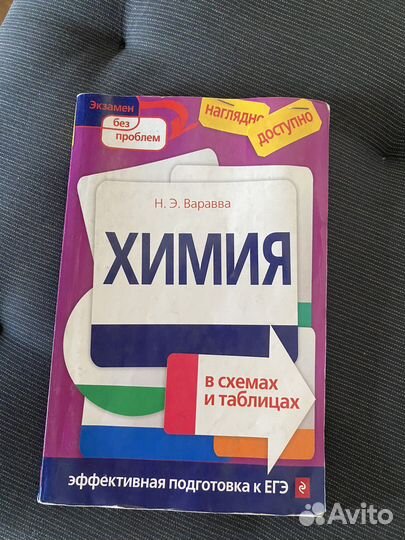 Экзамен
без
проблем
наглядно
доступно
Н. Э. Варавва
ХИМИЯ
в схемах
и таблицах
эффективная подготовка к ЕГЭ
Avito